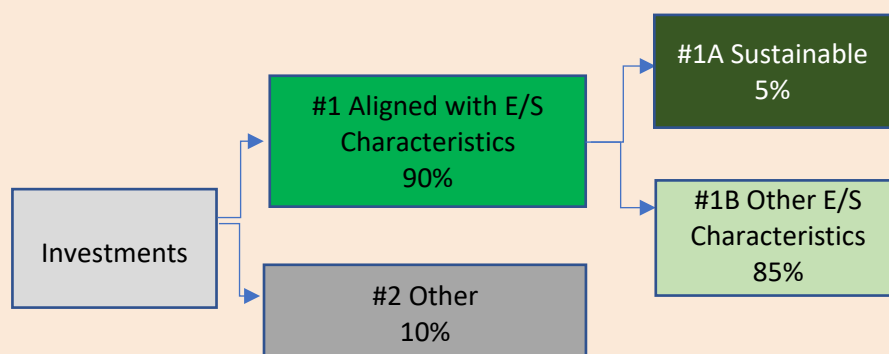 Investments
#1 Aligned with E/S
Characteristics
90%
#2 Other
10%
#1A Sustainable
5%
#1B Other E/S
Characteristics
85%